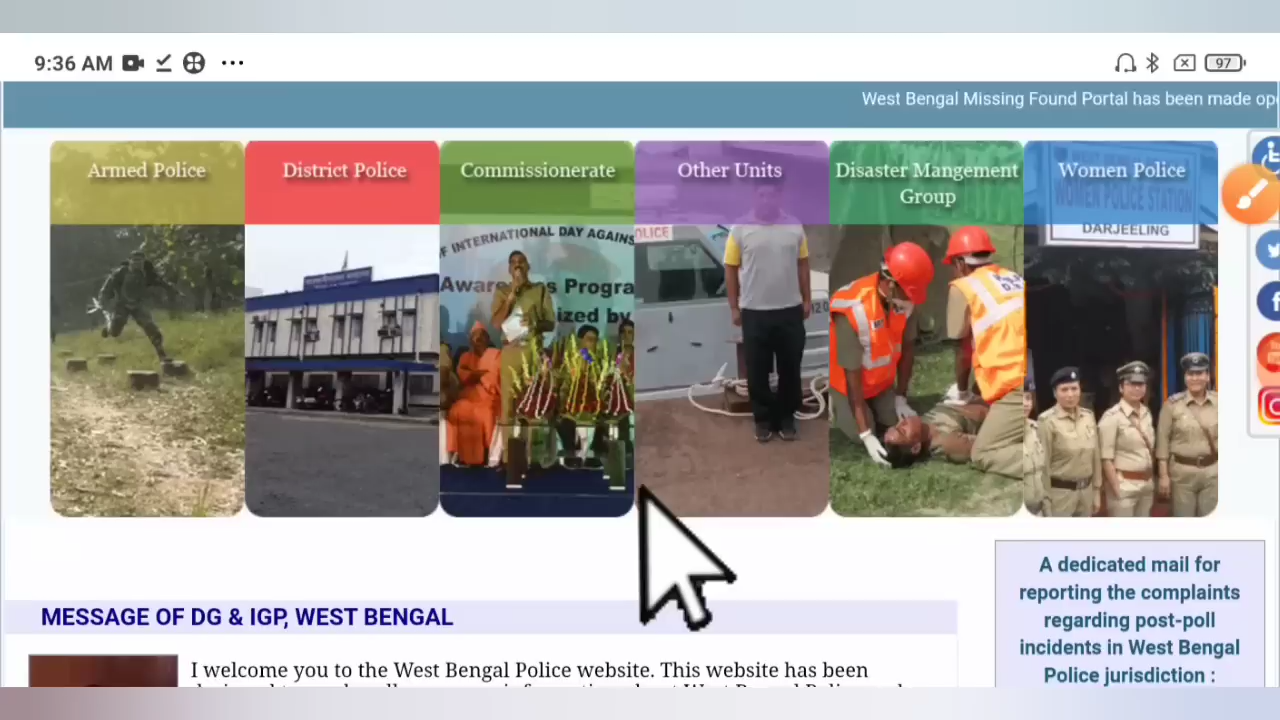 9:36 AM
97
West Bengal Missing Found Portal has been made
Armed Police
District Police
Commissionerate
Other Units
Disaster Mangement
Group
Women Police
WOMEN POLICE STATION
DARJEELING
OF INTERNATIONAL DAY AGAINS
Awareness Progra
ized by
OLICE
MESSAGE OF DG & IGP, WEST BENGAL
I welcome you to the West Bengal Police website. This website has been
A dedicated mail for
reporting the complaints
regarding post-poll
incidents in West Bengal
Police jurisdiction :